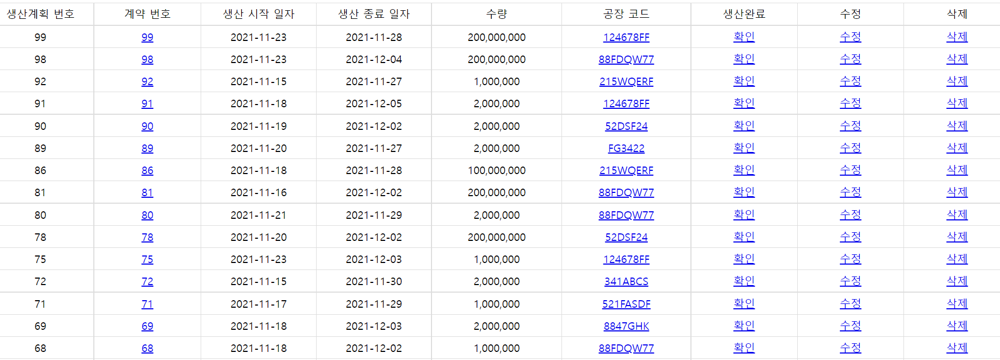 생산계획 번호 계약 번호 생산 시작 일자 생산 종료 일자 수량 공장 코드 생산완료 수정 삭제
99 99 2021-11-23 2021-11-28 200,000,000 124678FF 확인 수정 삭제
98 98 2021-11-23 2021-12-04 200,000,000 88FDQW77 확인 수정 삭제
92 92 2021-11-15 2021-11-27 1,000,000 215WQERF 확인 수정 삭제
91 91 2021-11-18 2021-12-05 2,000,000 124678FF 확인 수정 삭제
90 90 2021-11-19 2021-12-02 2,000,000 52DSF24 확인 수정 삭제
89 89 2021-11-20 2021-11-27 2,000,000 FG3422 확인 수정 삭제
86 86 2021-11-18 2021-11-28 100,000,000 215WQERF 확인 수정 삭제
81 81 2021-11-16 2021-12-02 200,000,000 88FDQW77 확인 수정 삭제
80 80 2021-11-21 2021-11-29 2,000,000 88FDQW77 확인 수정 삭제
78 78 2021-11-20 2021-12-02 200,000,000 52DSF24 확인 수정 삭제
75 75 2021-11-23 2021-12-03 1,000,000 124678FF 확인 수정 삭제
72 72 2021-11-15 2021-11-30 2,000,000 341ABCS 확인 수정 삭제
71 71 2021-11-17 2021-11-29 1,000,000 521FASDF 확인 수정 삭제
69 69 2021-11-18 2021-12-03 2,000,000 8847GHK 확인 수정 삭제
68 68 2021-11-18 2021-12-02 1,000,000 88FDQW77 확인 수정 삭제